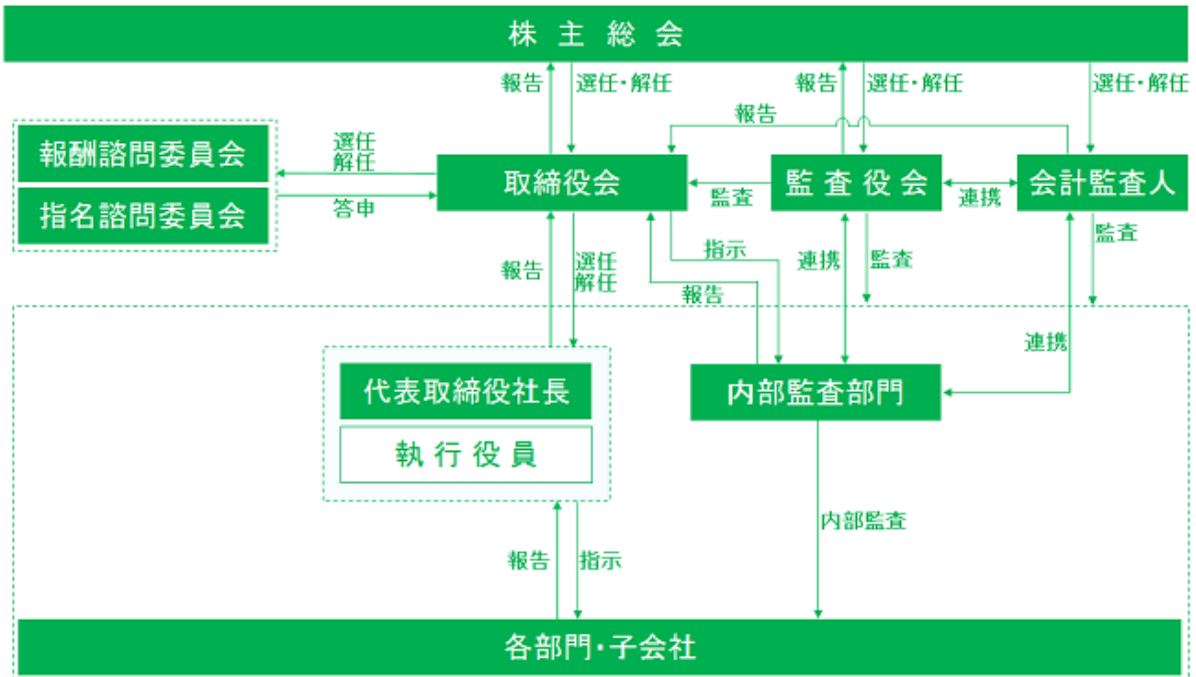 株主総会
報告
選任・解任
報告
選任・解任
選任・解任
報告
報酬諮問委員会
指名諮問委員会
選任
解任
答申
取締役会
監査
監査役会
連携
会計監査人
報告
選任
解任
指示
報告
連携
監査
監査
連携
代表取締役社長
執行役員
内部監査部門
報告
指示
内部監査
各部門・子会社